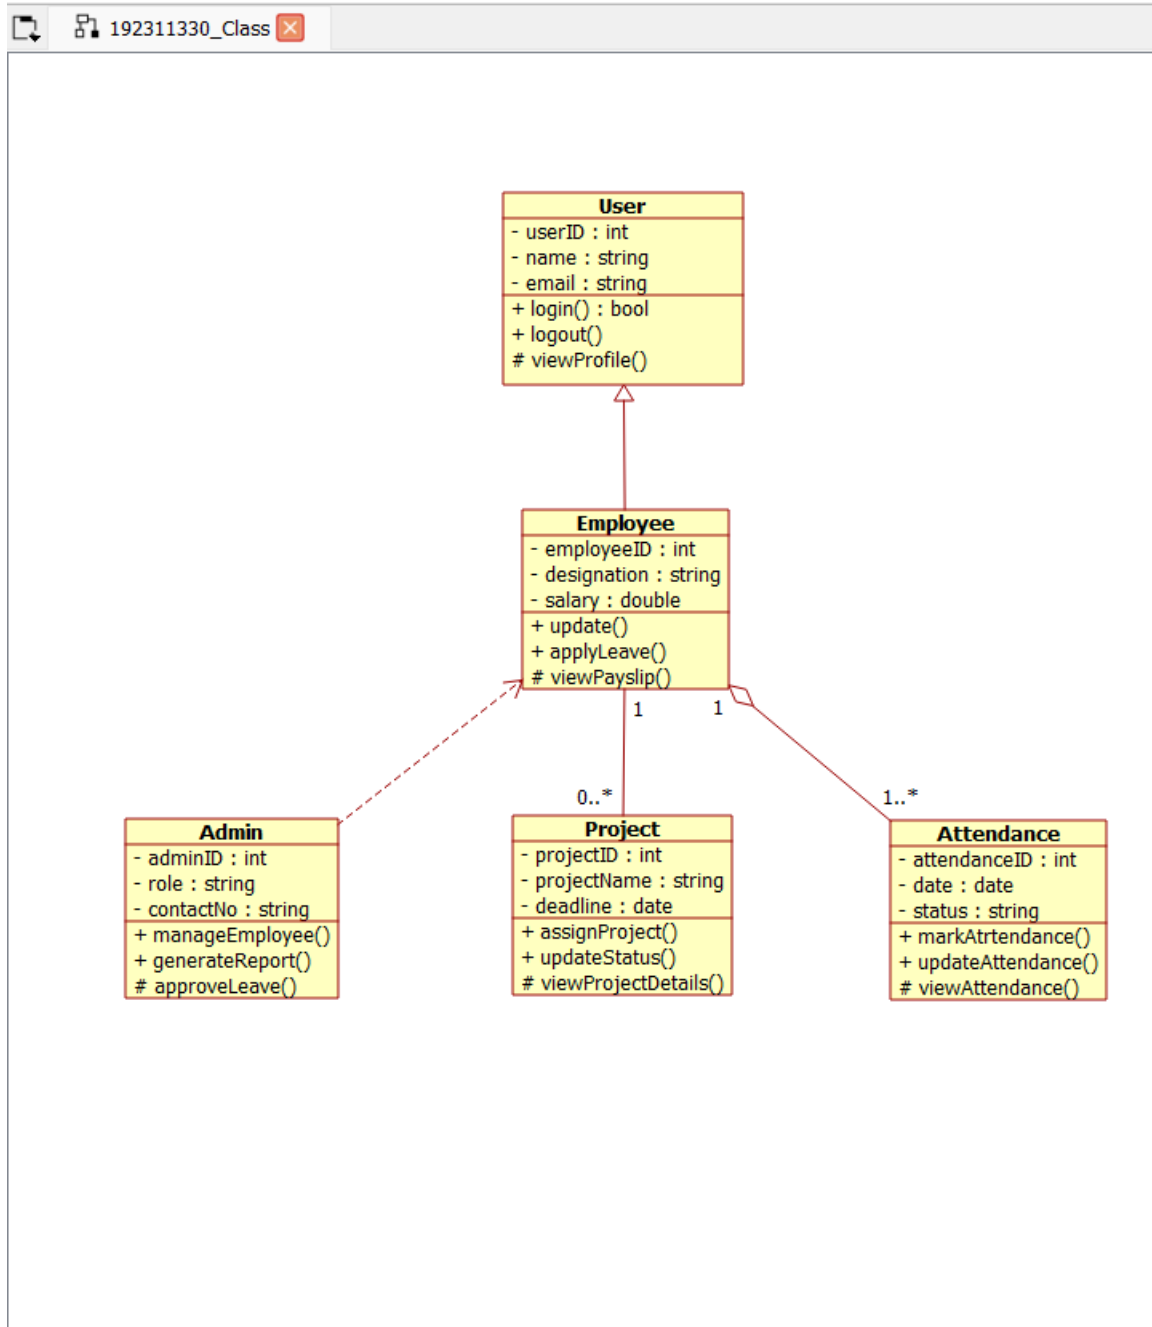 192311330_Class
User
- userID : int
- name : string
- email : string
+ login() : bool
+ logout()
# viewProfile()
Employee
- employeeID : int
- designation : string
- salary : double
+ update()
+ applyLeave()
# viewPayslip()
1
1
0..*
1..*
Admin
- adminID : int
- role : string
- contactNo : string
+ manageEmployee()
+ generateReport()
# approveLeave()
Project
- projectID : int
- projectName : string
- deadline : date
+ assignProject()
+ updateStatus()
# viewProjectDetails()
Attendance
- attendanceID : int
- date : date
- status : string
+ markAtrtendance()
+ updateAttendance()
# viewAttendance()